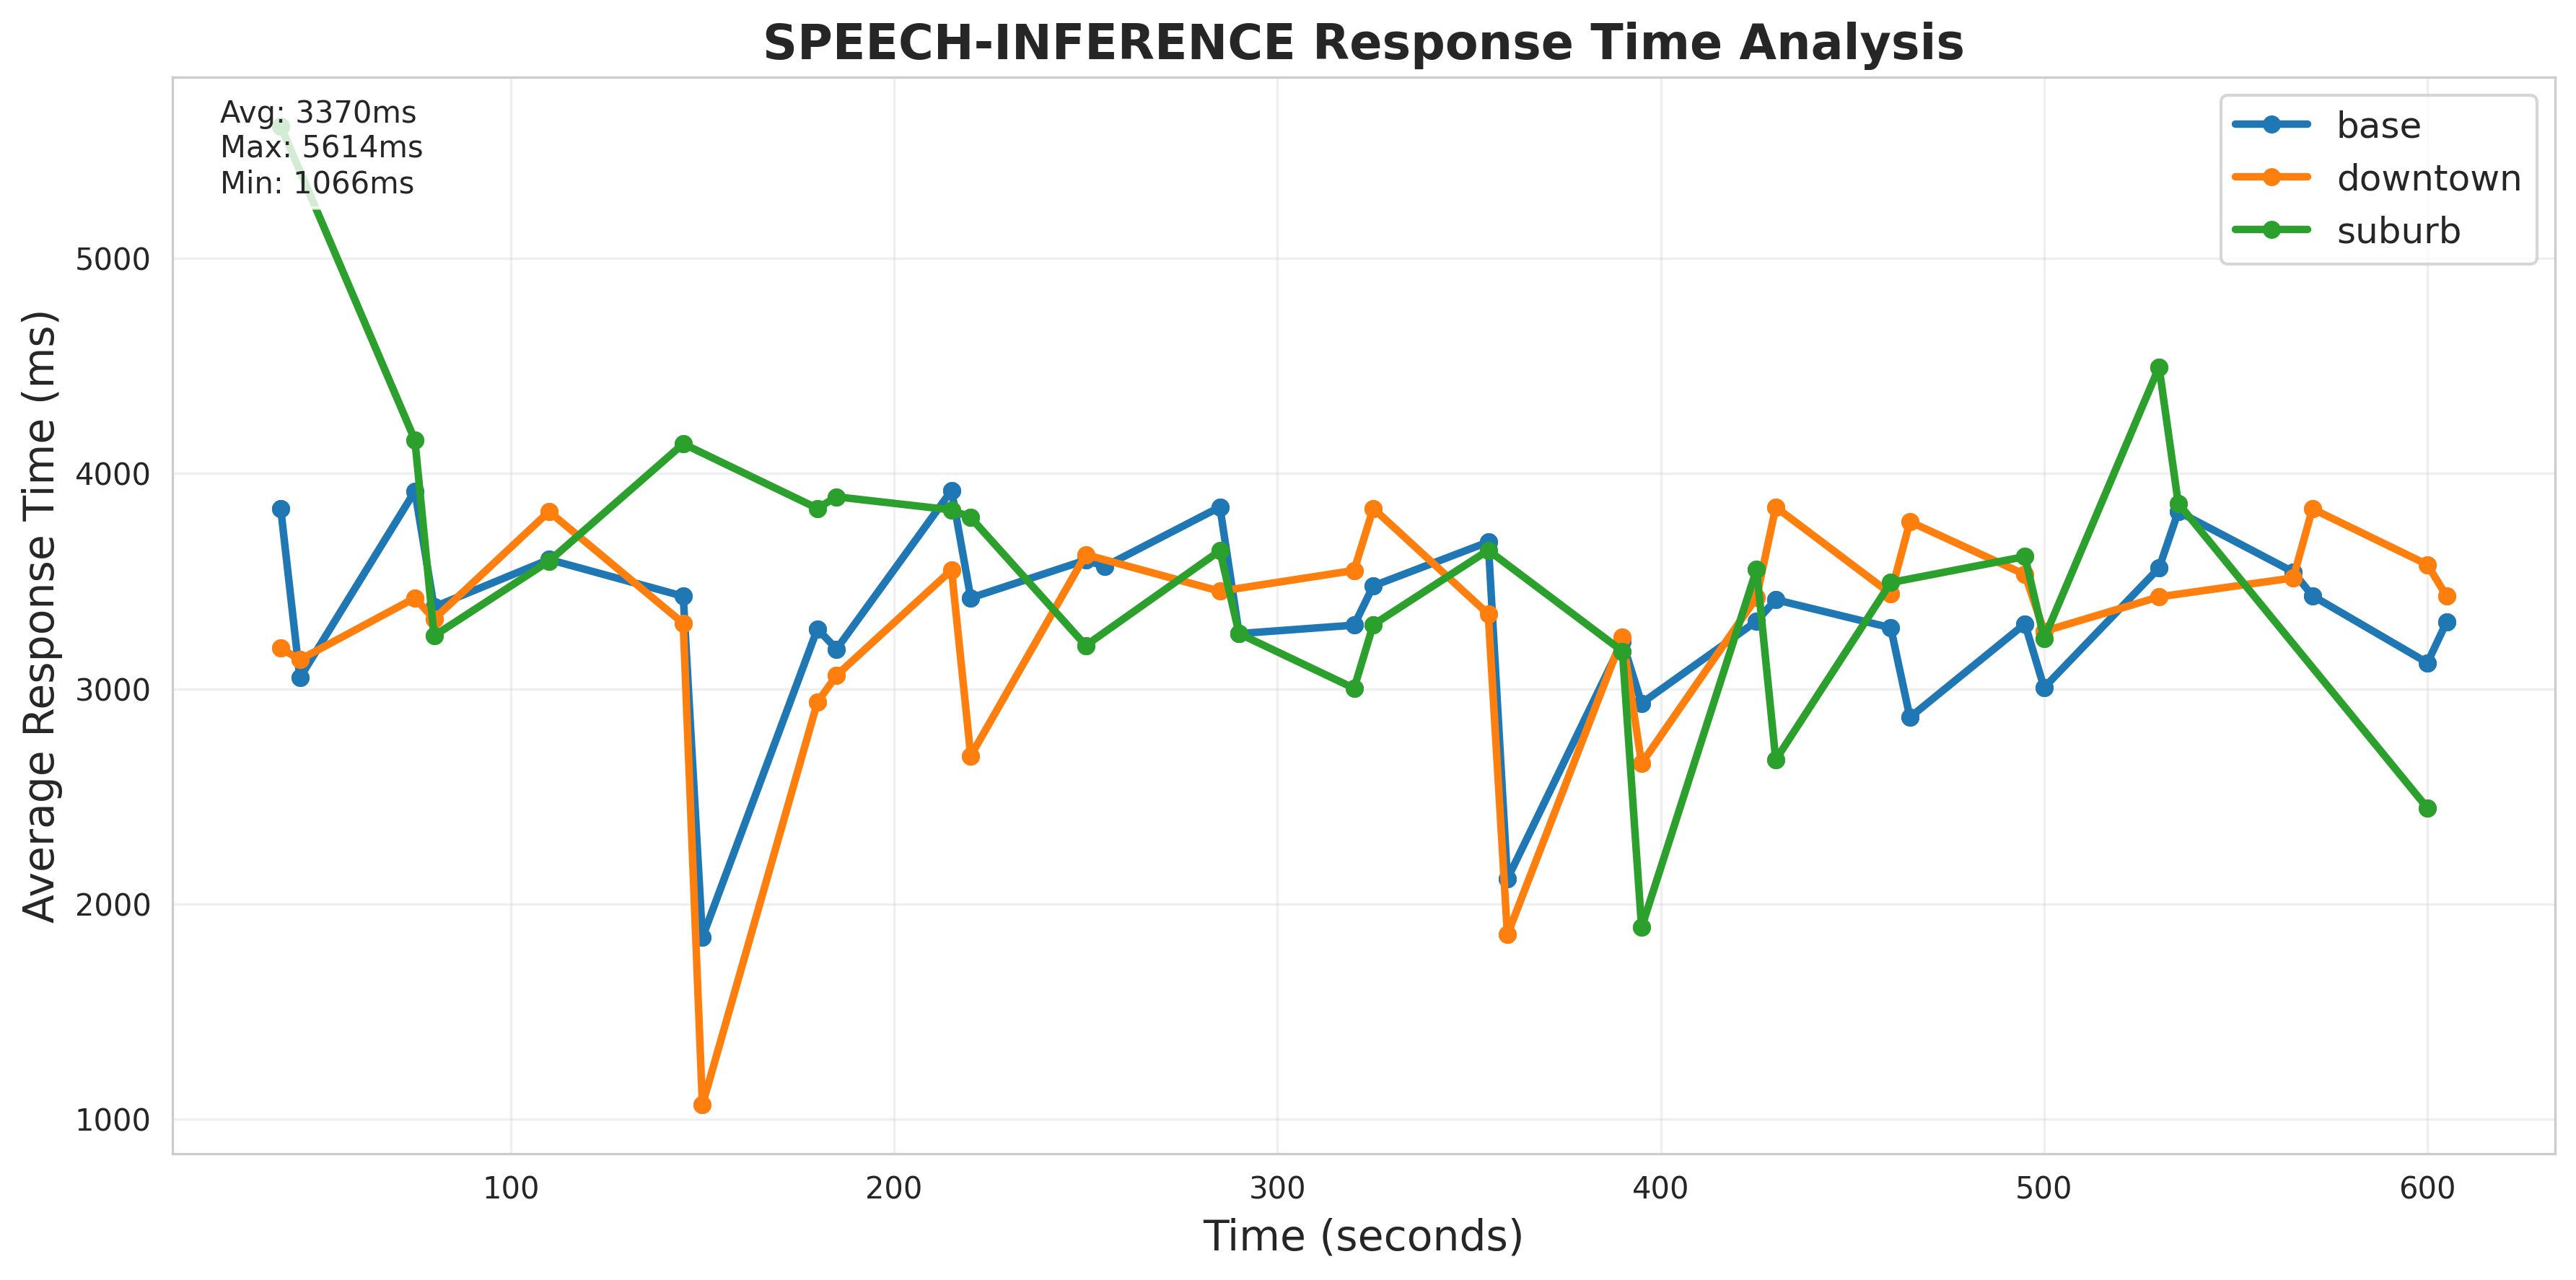 SPEECH-INFERENCE Response Time Analysis
Avg: 3370ms
Max: 5614ms
Min: 1066ms
base
downtown
suburb
Average Response Time (ms)
5000
4000
3000
2000
1000
100
200
300
400
500
600
Time (seconds)